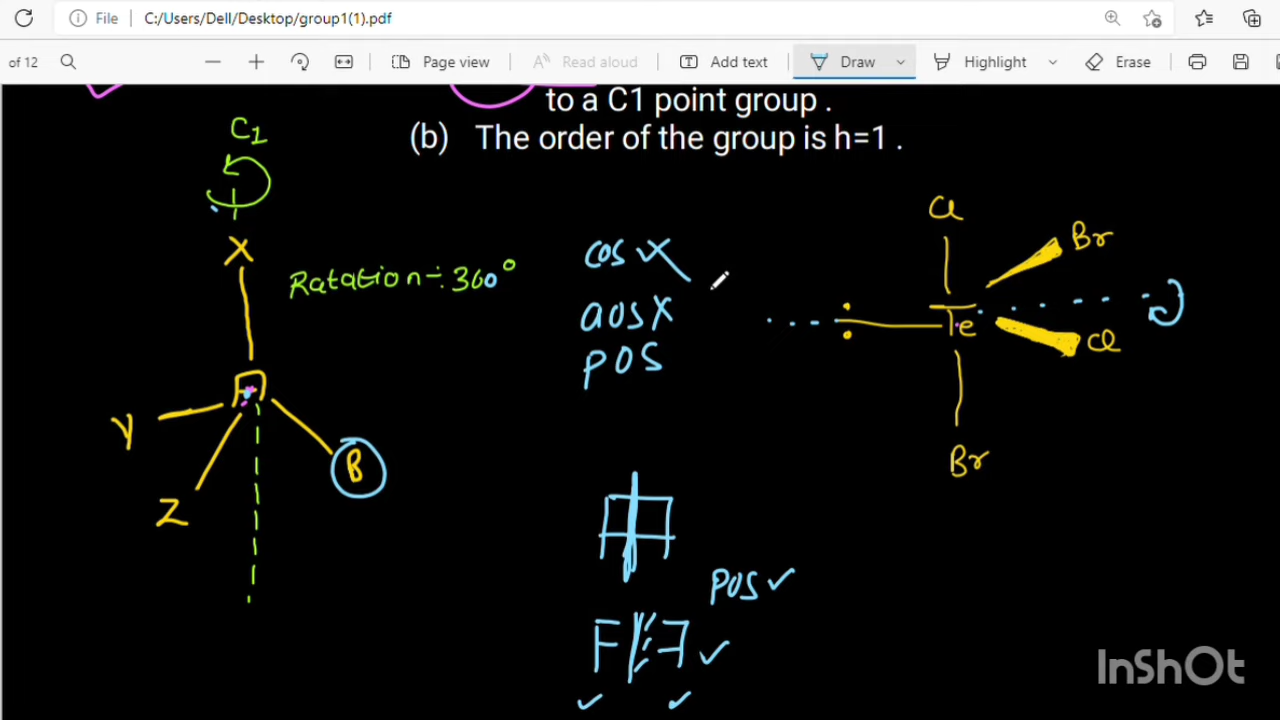 File C:/Users/Dell/Desktop/group1(1).pdf
of 12 Page view Read aloud Add text Draw Highlight Erase
to a C1 point group .
(b) The order of the group is h=1 .
C1
X
Ratation÷360°
Y
Z
B
cos X
aos X
pos
Cl
Br
Te
Cl
Br
pos ✓
F
✓
✓ ✓
InShOt